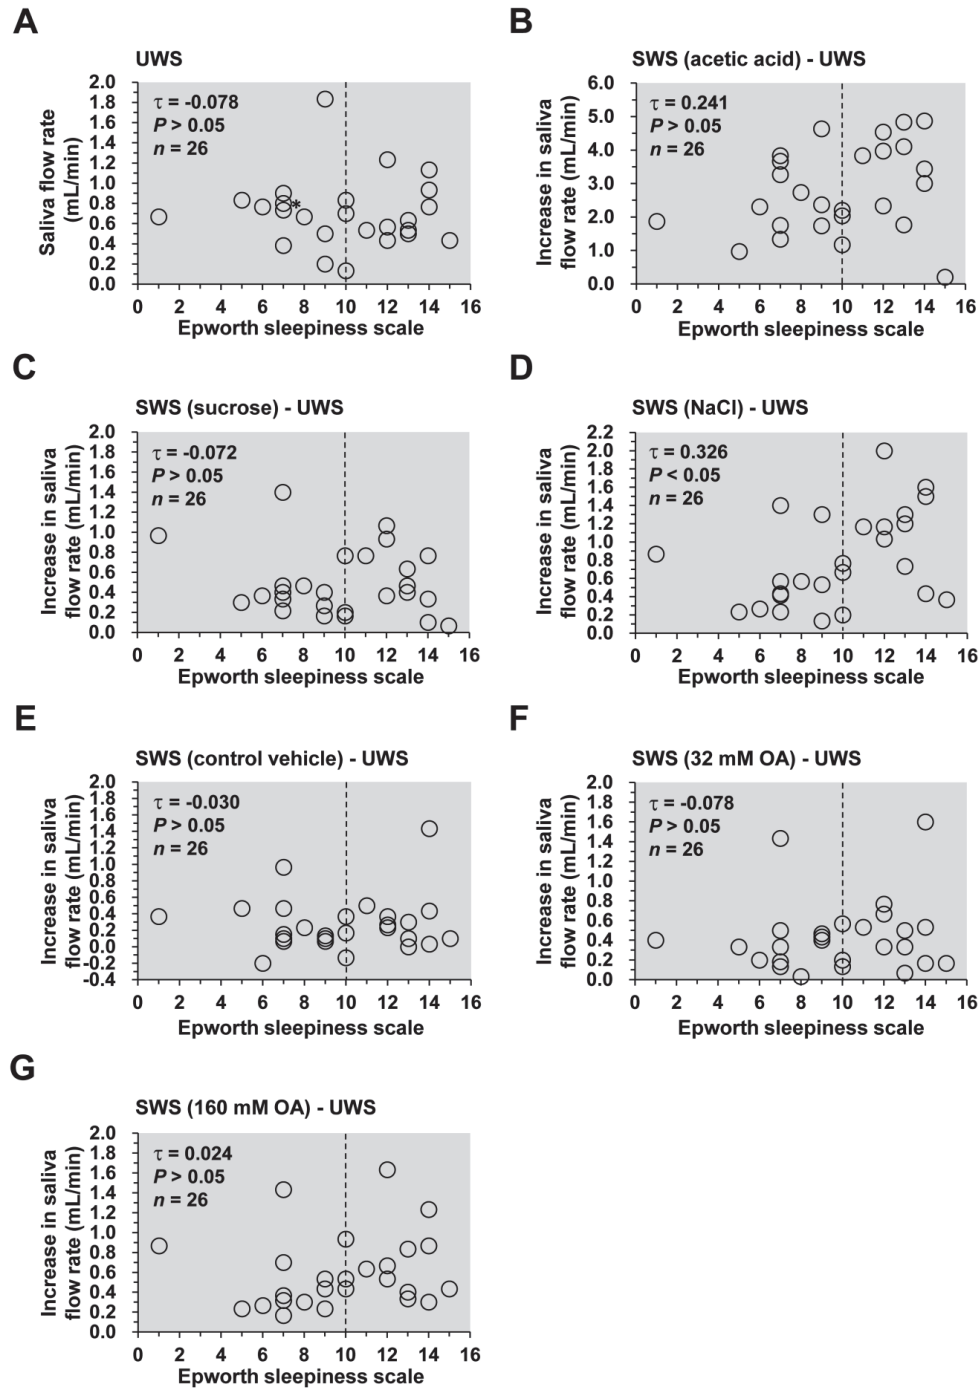 A
UWS
τ = -0.078
P > 0.05
n = 26
*
Saliva flow rate
(mL/min)
2.0
1.8
1.6
1.4
1.2
1.0
0.8
0.6
0.4
0.2
0.0
0 2 4 6 8 10 12 14 16
Epworth sleepiness scale
B
SWS (acetic acid) - UWS
τ = 0.241
P > 0.05
n = 26
Increase in saliva
flow rate (mL/min)
6.0
5.0
4.0
3.0
2.0
1.0
0.0
0 2 4 6 8 10 12 14 16
Epworth sleepiness scale
C
SWS (sucrose) - UWS
τ = -0.072
P > 0.05
n = 26
Increase in saliva
flow rate (mL/min)
2.0
1.8
1.6
1.4
1.2
1.0
0.8
0.6
0.4
0.2
0.0
0 2 4 6 8 10 12 14 16
Epworth sleepiness scale
D
SWS (NaCl) - UWS
τ = 0.326
P < 0.05
n = 26
Increase in saliva
flow rate (mL/min)
2.2
2.0
1.8
1.6
1.4
1.2
1.0
0.8
0.6
0.4
0.2
0.0
0 2 4 6 8 10 12 14 16
Epworth sleepiness scale
E
SWS (control vehicle) - UWS
τ = -0.030
P > 0.05
n = 26
Increase in saliva
flow rate (mL/min)
2.0
1.8
1.6
1.4
1.2
1.0
0.8
0.6
0.4
0.2
0.0
-0.2
-0.4
0 2 4 6 8 10 12 14 16
Epworth sleepiness scale
F
SWS (32 mM OA) - UWS
τ = -0.078
P > 0.05
n = 26
Increase in saliva
flow rate (mL/min)
2.0
1.8
1.6
1.4
1.2
1.0
0.8
0.6
0.4
0.2
0.0
0 2 4 6 8 10 12 14 16
Epworth sleepiness scale
G
SWS (160 mM OA) - UWS
τ = 0.024
P > 0.05
n = 26
Increase in saliva
flow rate (mL/min)
2.0
1.8
1.6
1.4
1.2
1.0
0.8
0.6
0.4
0.2
0.0
0 2 4 6 8 10 12 14 16
Epworth sleepiness scale